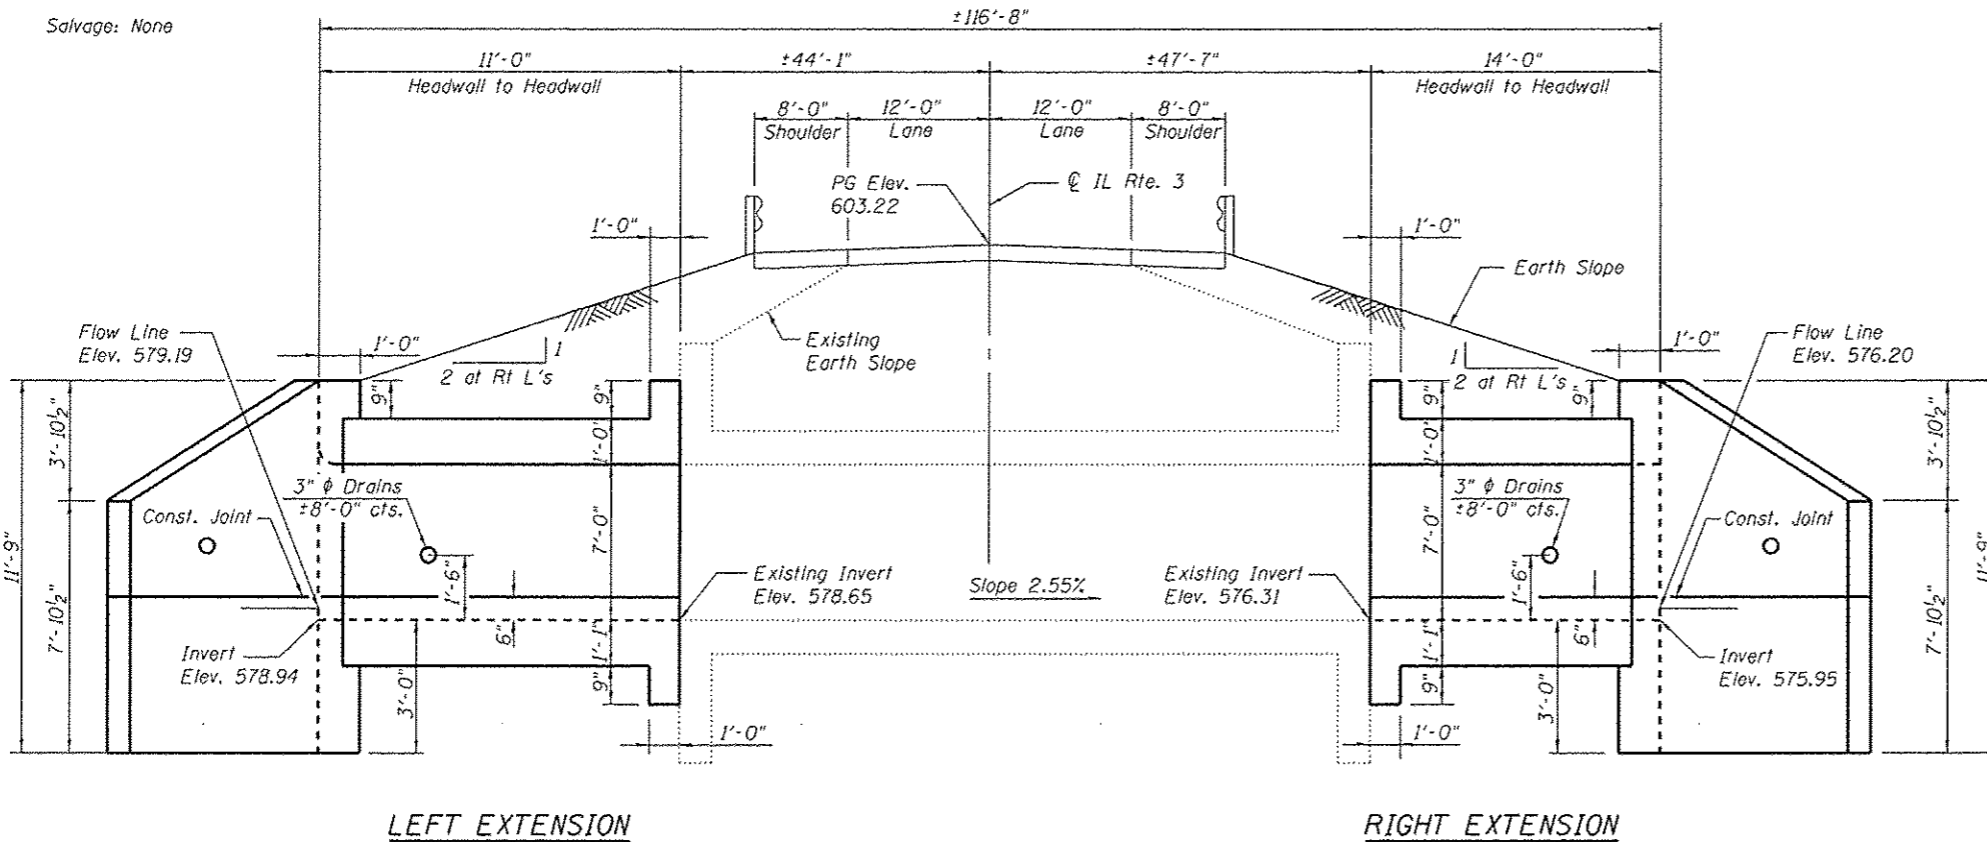 Salvage: None
±116'-8"
11'-0"
Headwall to Headwall
±44'-1"
±47'-7"
14'-0"
Headwall to Headwall
8'-0"
Shoulder
12'-0"
Lane
12'-0"
Lane
8'-0"
Shoulder
PG Elev.
603.22
℄ IL Rte. 3
1'-0"
1'-0"
Earth Slope
Flow Line
Elev. 579.19
1'-0"
1
2 at Rt L's
Existing
Earth Slope
1
2 at Rt L's
1'-0"
Flow Line
Elev. 576.20
9"
9"
9"
9"
3'-10½"
1'-0"
1'-0"
3'-10½"
3" ϕ Drains
±8'-0" cts.
3" ϕ Drains
±8'-0" cts.
Const. Joint
Const. Joint
11'-9"
7'-0"
7'-0"
11'-9"
7'-10½"
1'-6"
Existing Invert
Elev. 578.65
Slope 2.55%
Existing Invert
Elev. 576.31
1'-6"
7'-10½"
6"
1'-1"
1'-1"
6"
Invert
Elev. 578.94
Invert
Elev. 575.95
3'-0"
9"
9"
3'-0"
1'-0"
1'-0"
LEFT EXTENSION
RIGHT EXTENSION